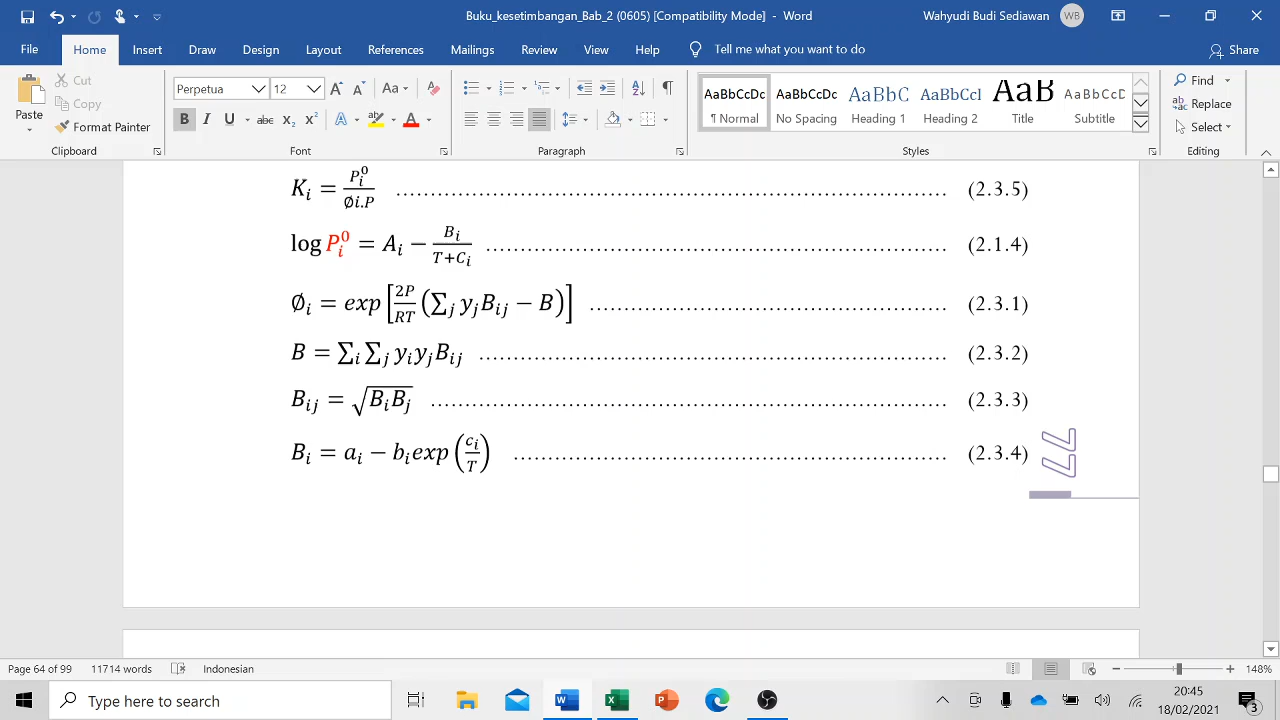 Buku_kesetimbangan_Bab_2 (0605) [Compatibility Mode] - Word Wahyudi Budi Sediawan WB
File Home Insert Draw Design Layout References Mailings Review View Help Tell me what you want to do Share
Cut
Copy
Format Painter
Paste
Perpetua 12
AaBbCcDc AaBbCcDc AaBbC AaBbCcI AaB AaBbCcD
¶ Normal No Spacing Heading 1 Heading 2 Title Subtitle
Find
Replace
Select
Clipboard Font Paragraph Styles Editing
K_i = P_i^0 / Øi.P ........ (2.3.5)
log P_i^0 = A_i − B_i / T+C_i ........ (2.1.4)
Ø_i = exp[2P/RT (∑_j y_j B_ij − B)] ........ (2.3.1)
B = ∑_i ∑_j y_i y_j B_ij ........ (2.3.2)
B_ij = √B_i B_j ........ (2.3.3)
B_i = a_i − b_i exp(c_i/T) ........ (2.3.4)
77
Page 64 of 99 11714 words Indonesian 148%
Type here to search
20:45
18/02/2021
3